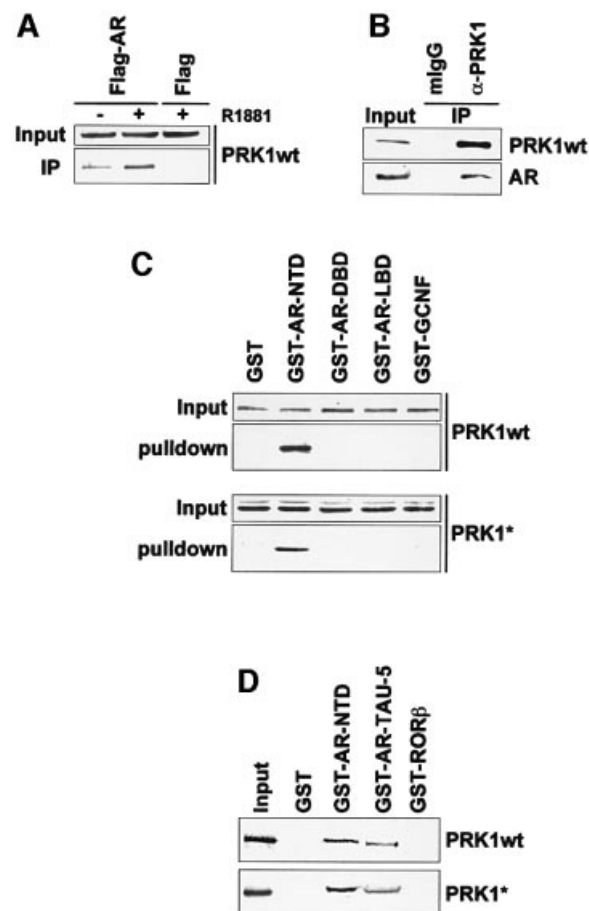 A
Flag-AR
Flag
- + + R1881
Input
IP
PRK1wt
B
mIgG
α-PRK1
Input IP
PRK1wt
AR
C
GST
GST-AR-NTD
GST-AR-DBD
GST-AR-LBD
GST-GCNF
Input
pulldown
PRK1wt
Input
pulldown
PRK1*
D
Input
GST
GST-AR-NTD
GST-AR-TAU-5
GST-RORβ
PRK1wt
PRK1*